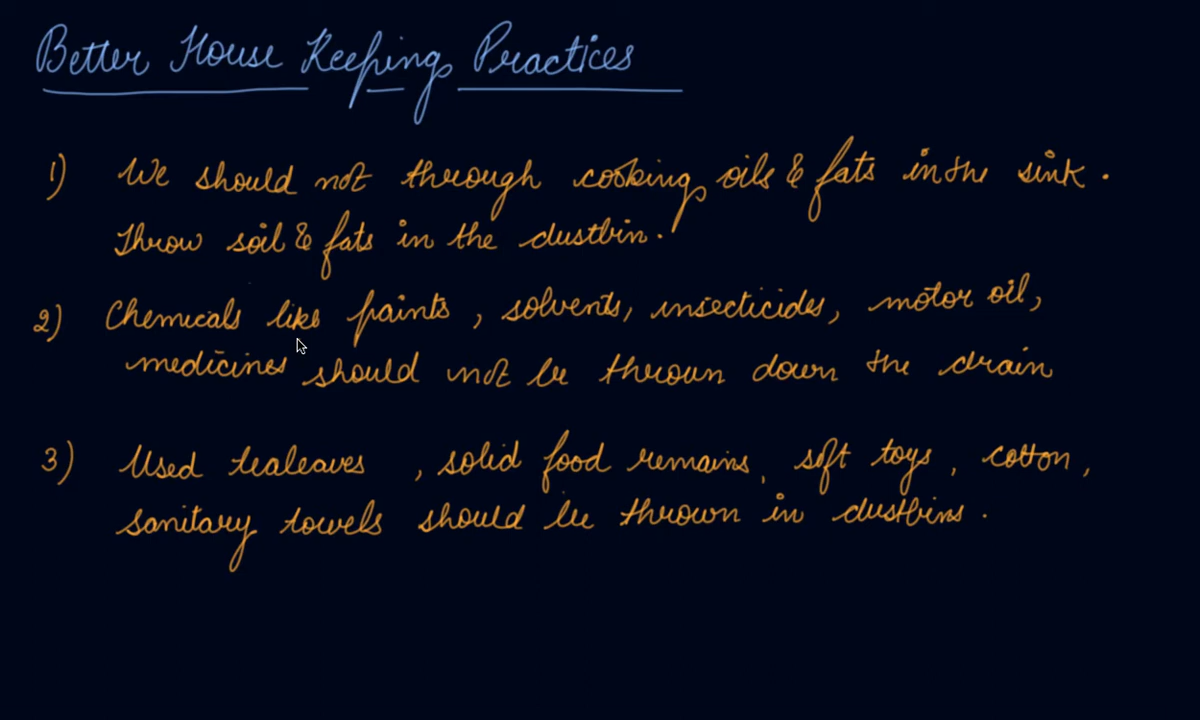 Better House Keeping Practices
1) We should not through cooking oils & fats in the sink.
Throw soil & fats in the dustbin.
2) Chemicals like paints, solvents, insecticides, motor oil,
medicines should not be thrown down the drain
3) Used tealeaves, solid food remains, soft toys, cotton,
sanitary towels should be thrown in dustbins.